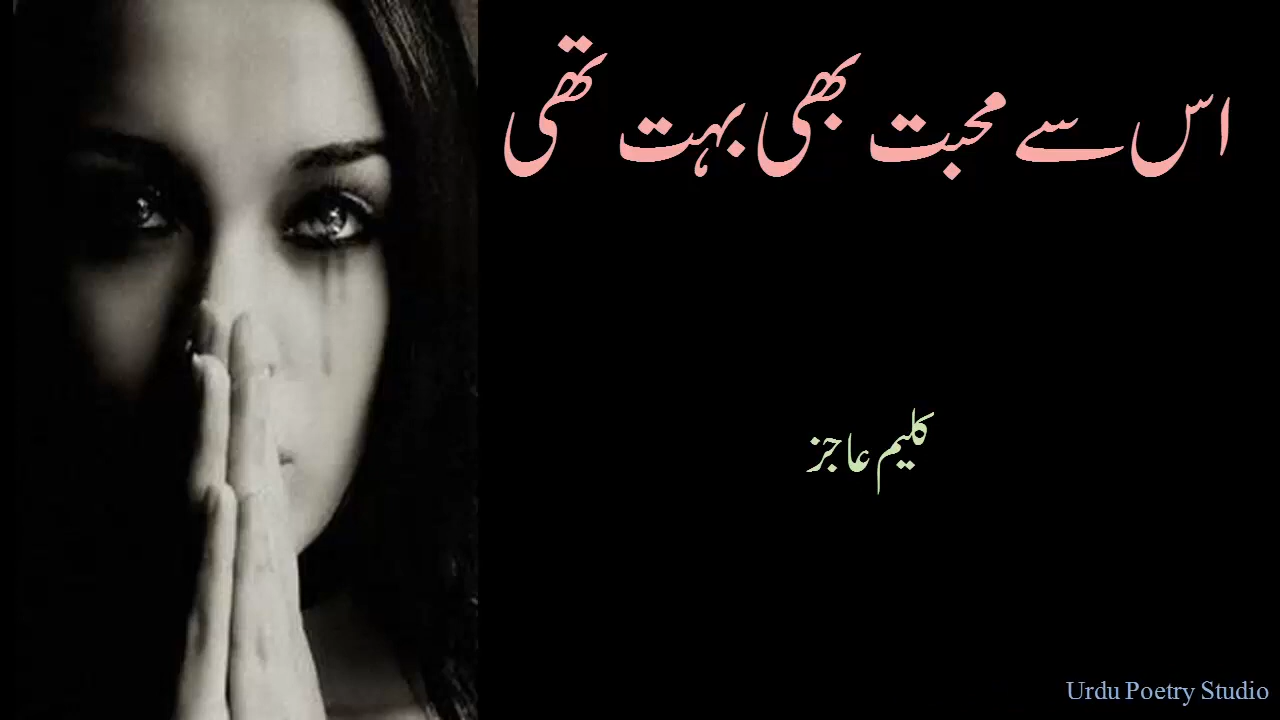 اس سے محبت بھی بہت تھی
کلیم عاجز
Urdu Poetry Studio